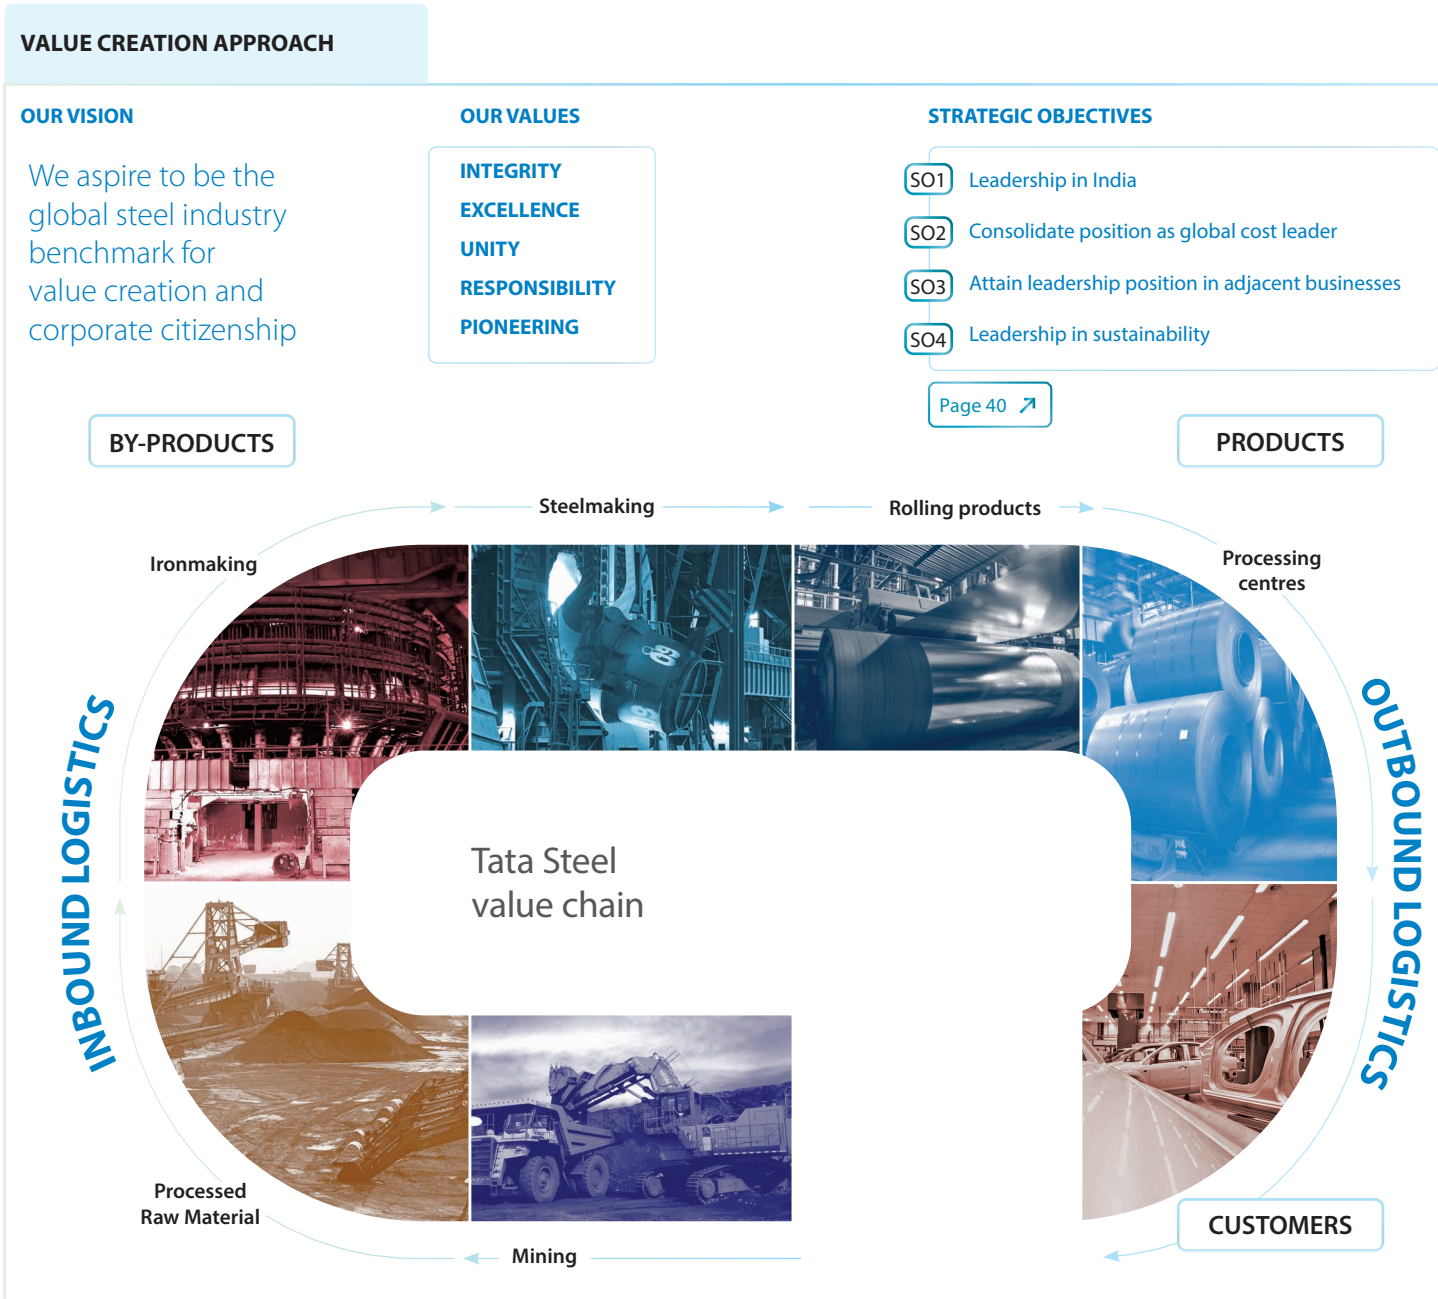 VALUE CREATION APPROACH
OUR VISION
We aspire to be the
global steel industry
benchmark for
value creation and
corporate citizenship
OUR VALUES
INTEGRITY
EXCELLENCE
UNITY
RESPONSIBILITY
PIONEERING
STRATEGIC OBJECTIVES
SO1 Leadership in India
SO2 Consolidate position as global cost leader
SO3 Attain leadership position in adjacent businesses
SO4 Leadership in sustainability
Page 40
BY-PRODUCTS
PRODUCTS
Steelmaking
Rolling products
Ironmaking
Processing
centres
INBOUND LOGISTICS
OUTBOUND LOGISTICS
69
HOT COIL
Tata Steel
value chain
Processed
Raw Material
Mining
CUSTOMERS